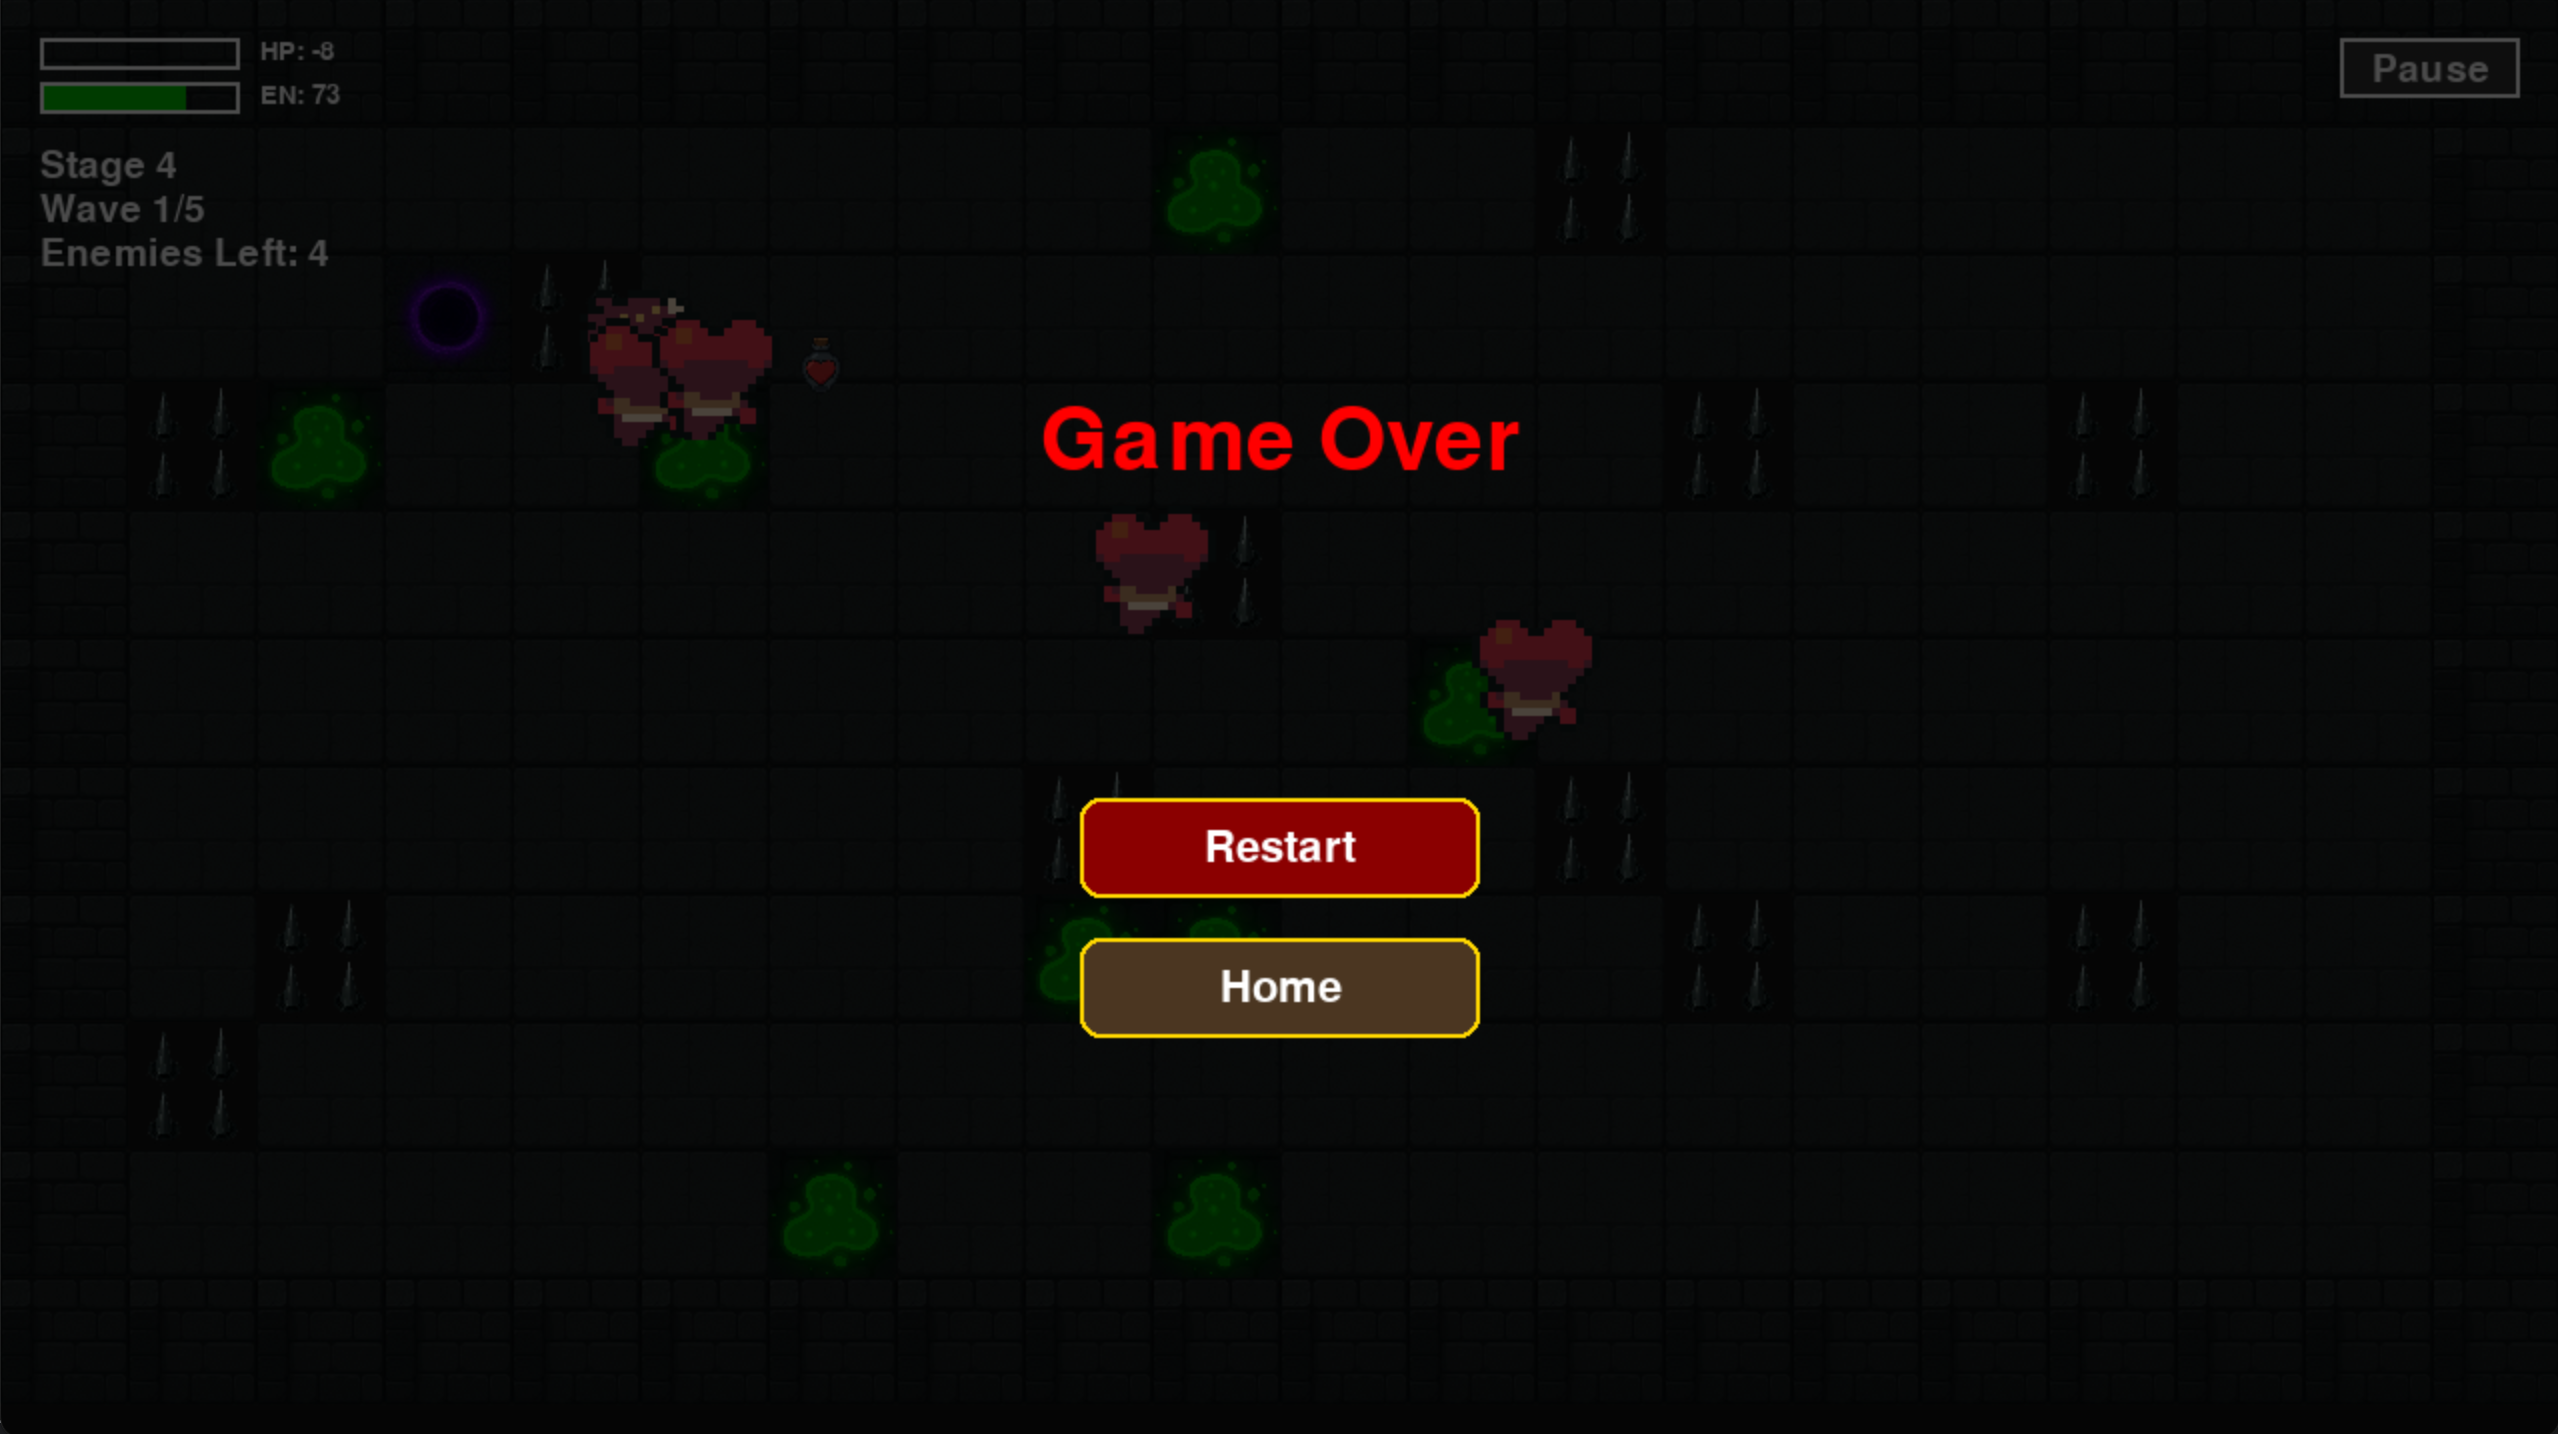 HP: -8
EN: 73
Pause
Stage 4
Wave 1/5
Enemies Left: 4
Game Over
Restart
Home